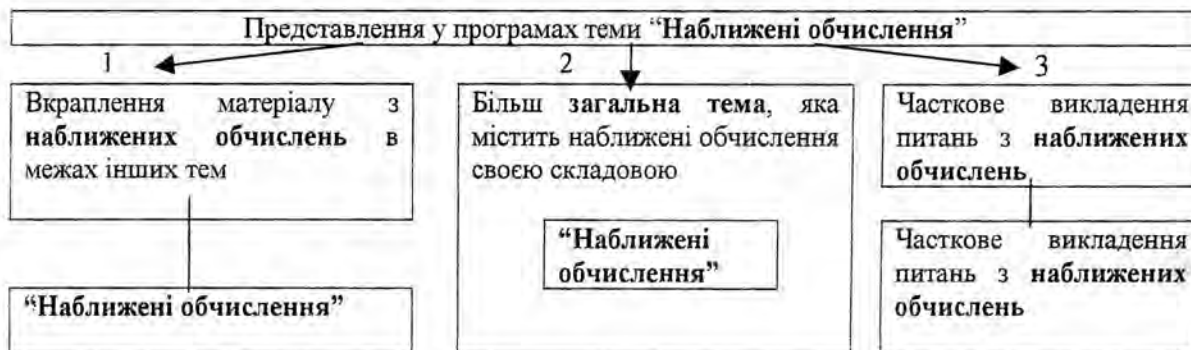 Представлення у програмах теми “Наближені обчислення”
1
2
3
Вкраплення матеріалу з
наближених обчислень в
межах інших тем
“Наближені обчислення”
Більш загальна тема, яка
містить наближені обчислення
своєю складовою
“Наближені
обчислення”
Часткове викладення
питань з наближених
обчислень
Часткове викладення
питань з наближених
обчислень